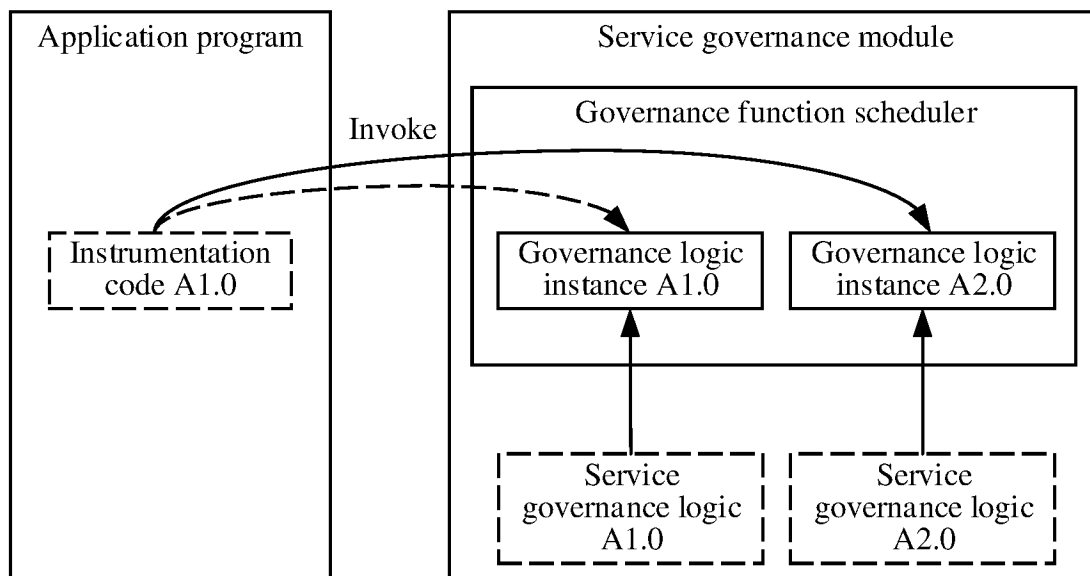 Application program
Service governance module
Governance function scheduler
Invoke
Instrumentation
code A1.0
Governance logic
instance A1.0
Governance logic
instance A2.0
Service
governance logic
A1.0
Service
governance logic
A2.0